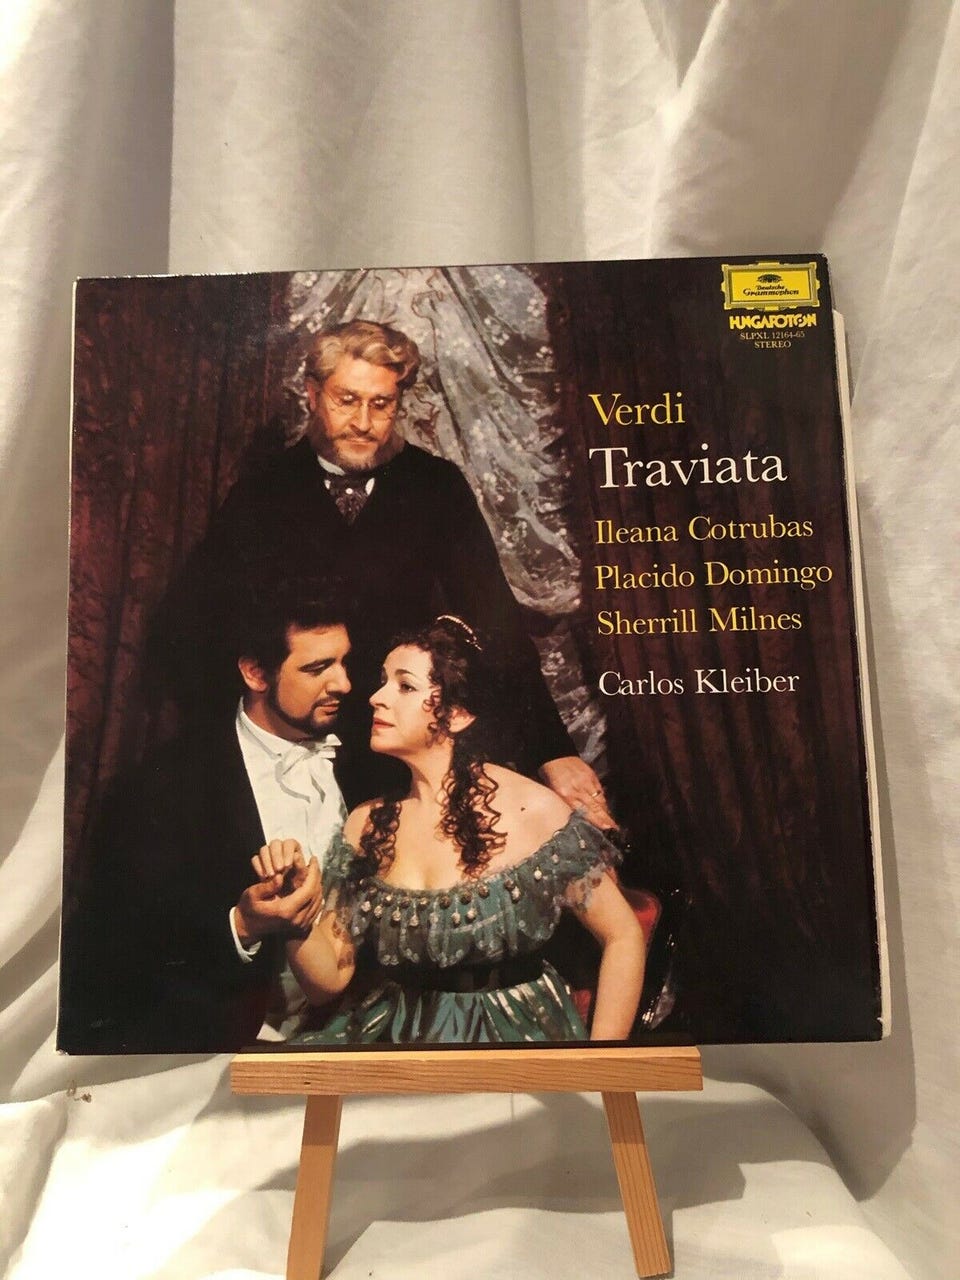 Deutsche
Grammophon
HUNGAROTON
SLPXL 12164-65
STEREO
Verdi
Traviata
Ileana Cotrubas
Placido Domingo
Sherrill Milnes
Carlos Kleiber